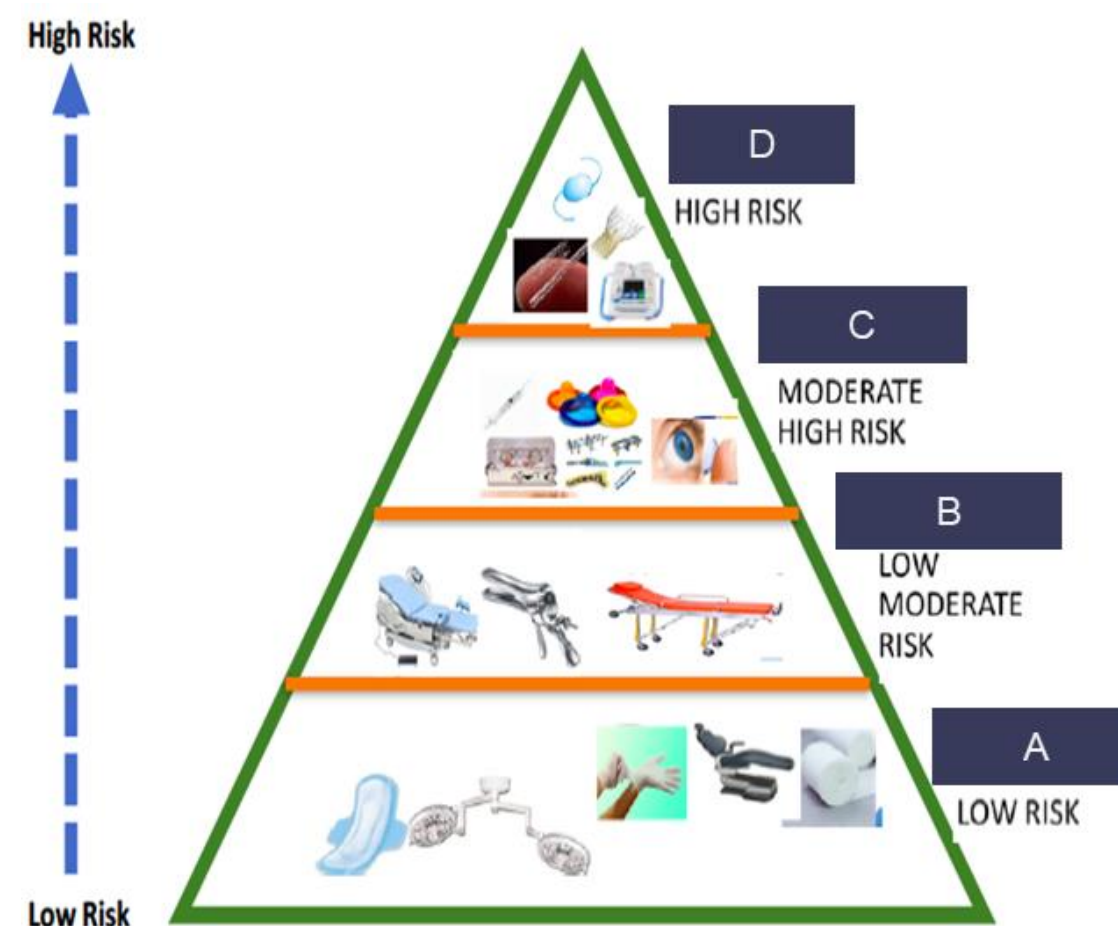 High Risk
D
HIGH RISK
C
MODERATE
HIGH RISK
B
LOW
MODERATE
RISK
A
LOW RISK
Low Risk